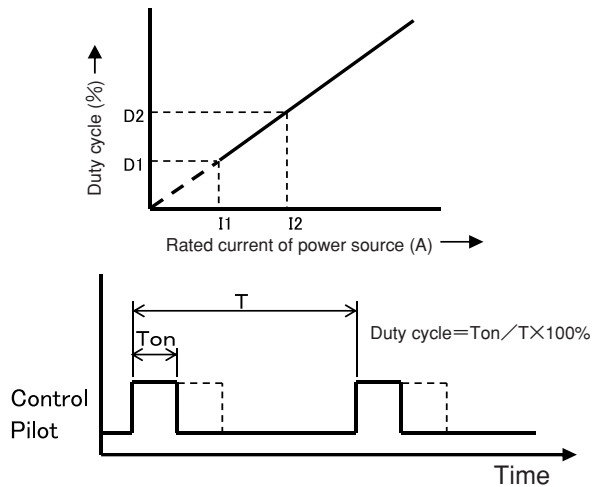 Duty cycle (%)
D2
D1
I1
I2
Rated current of power source (A)
T
Ton
Duty cycle=Ton/T×100%
Control
Pilot
Time